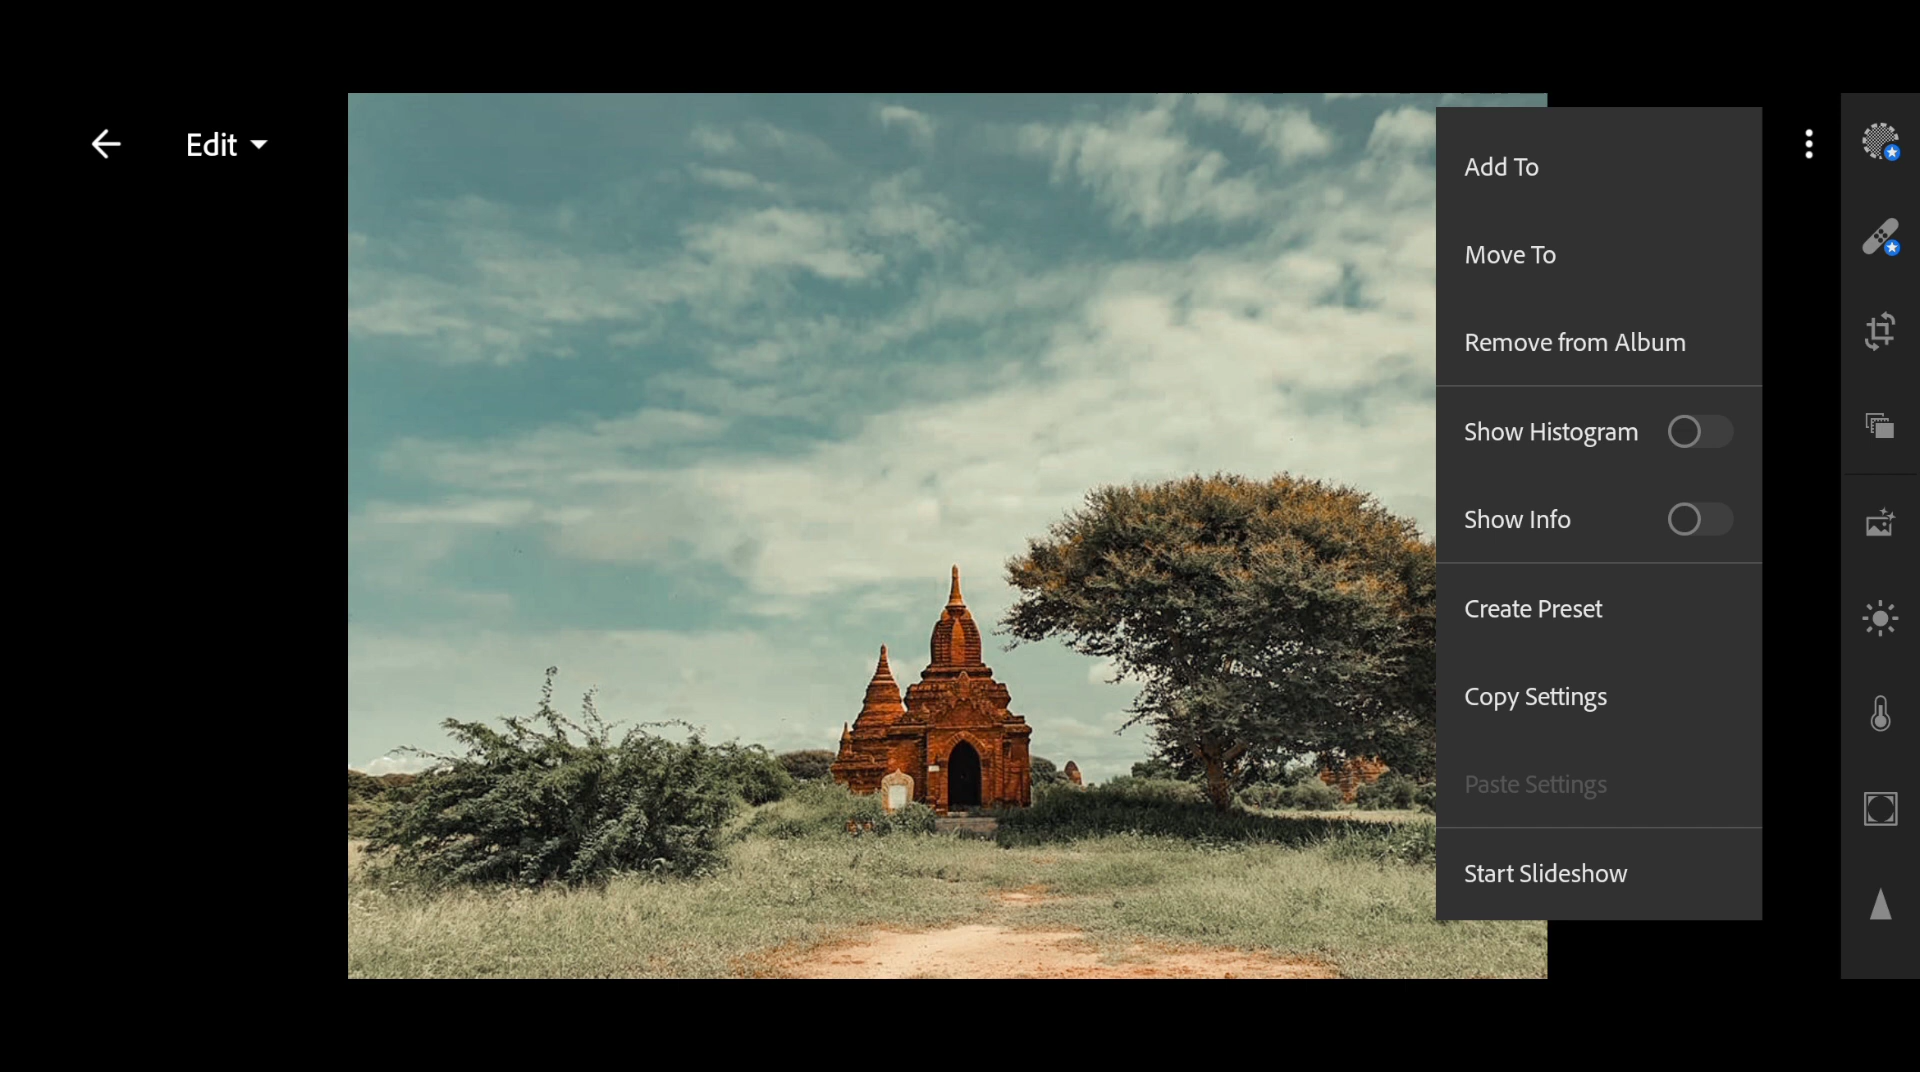 Edit
Add To
Move To
Remove from Album
Show Histogram
Show Info
Create Preset
Copy Settings
Paste Settings
Start Slideshow